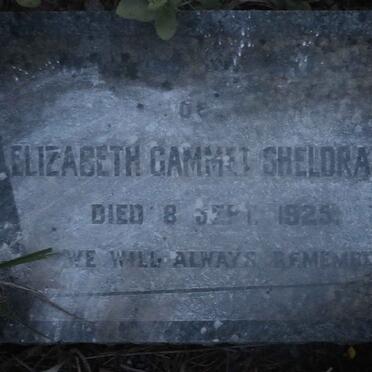 OF
ELIZABETH GAMMET SHELDRA
DIED 8 SEPT. 1925.
WE WILL ALWAYS REMEMB